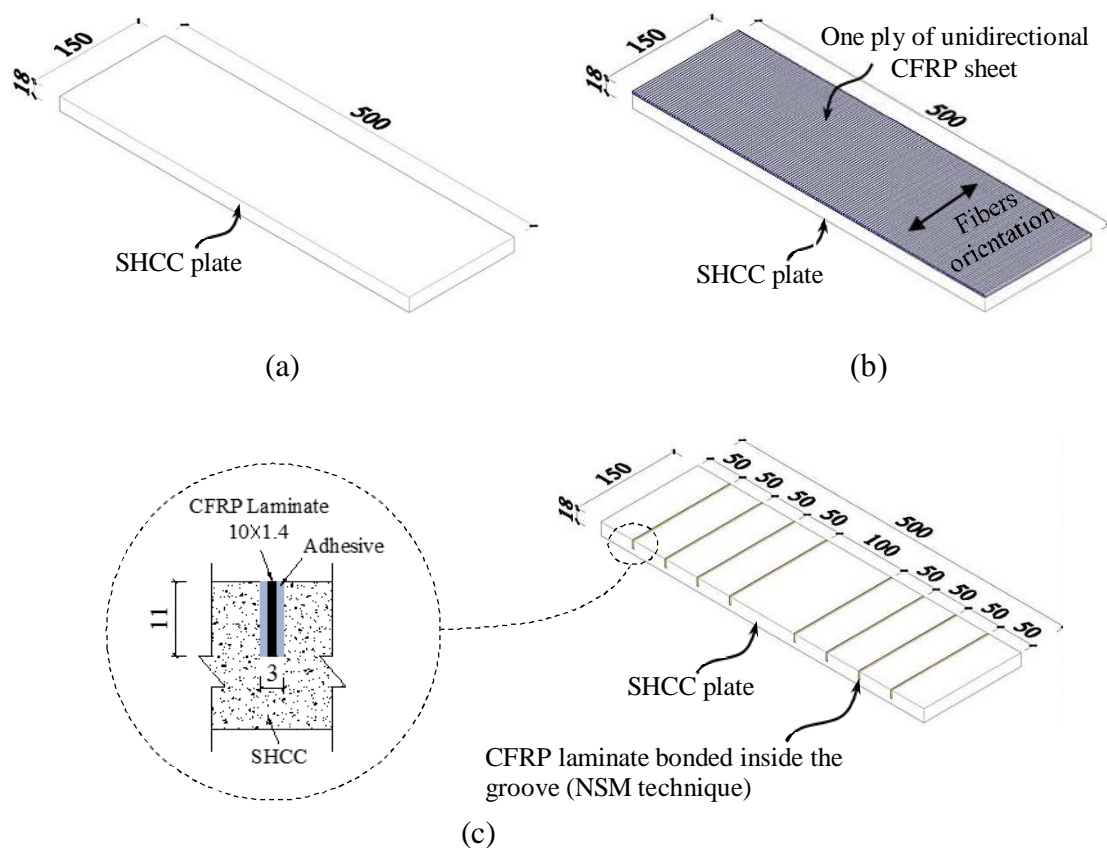 150
18
500
SHCC plate
(a)
150
18
500
One ply of unidirectional
CFRP sheet
Fibers
orientation
SHCC plate
(b)
CFRP Laminate
10×1.4
Adhesive
11
3
SHCC
150
18
50
50
50
50
100
50
50
50
50
500
SHCC plate
CFRP laminate bonded inside the
groove (NSM technique)
(c)